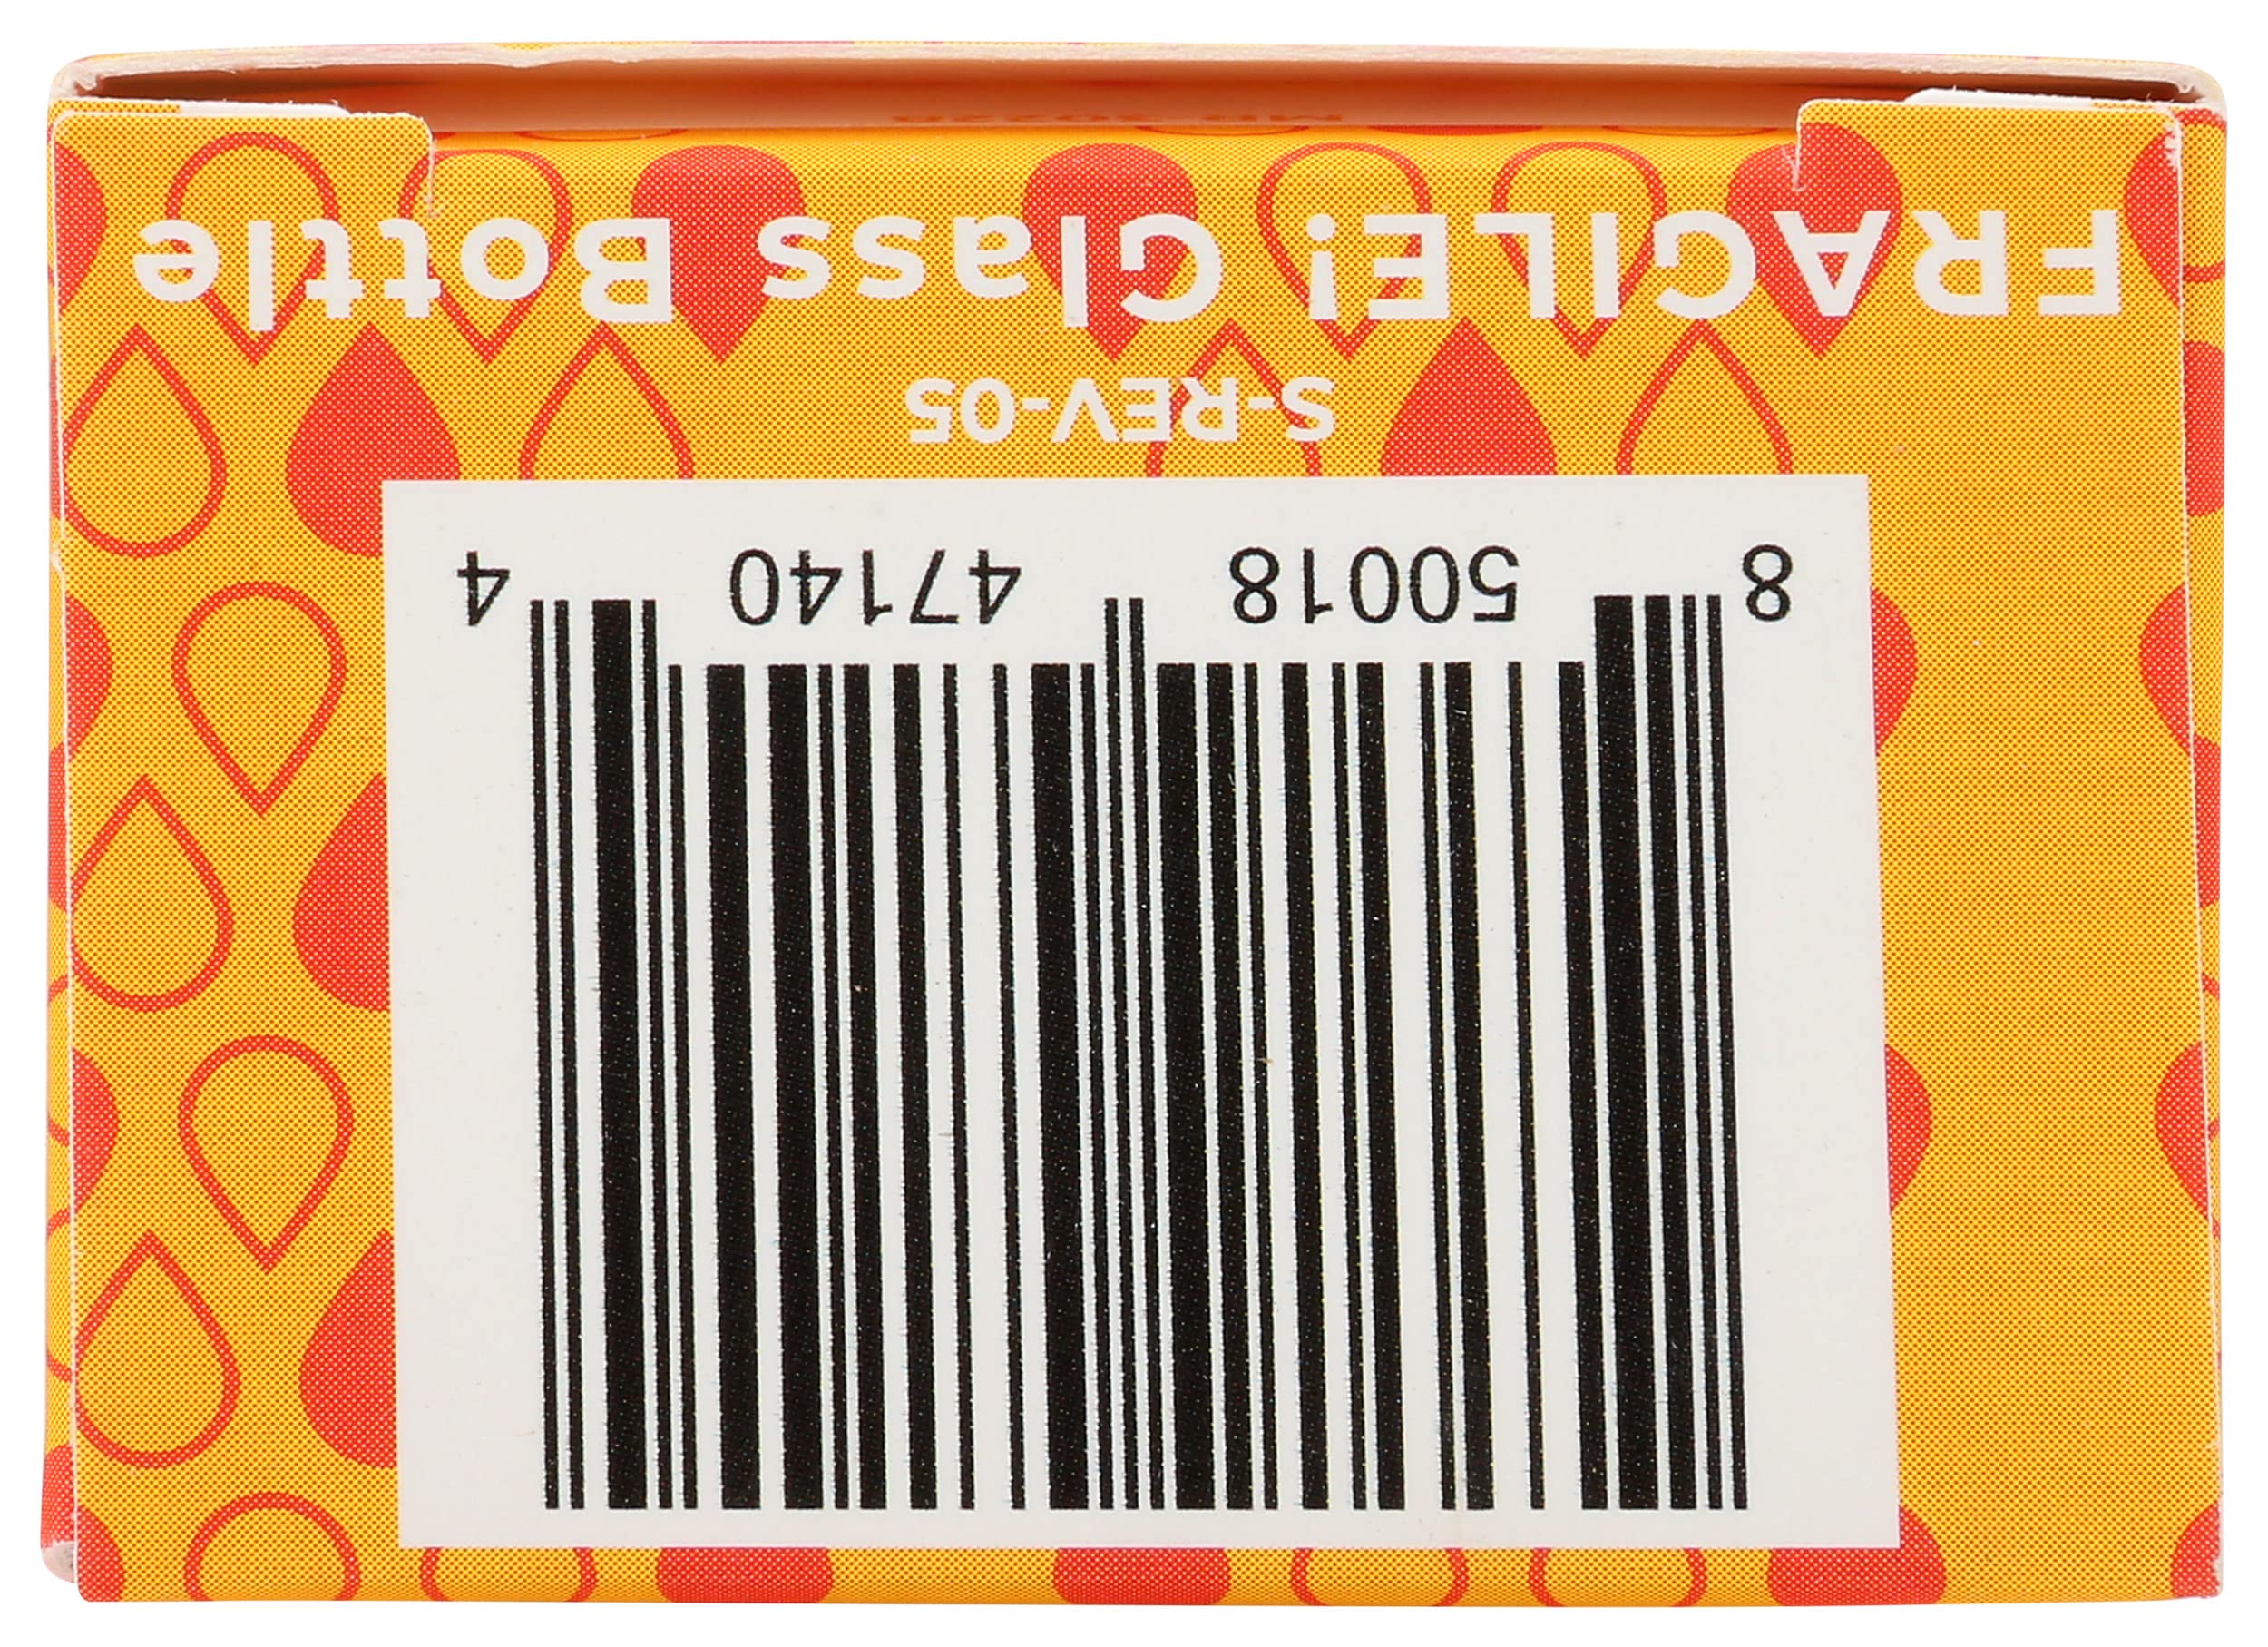 8 50018 47140 4
S-REV-05
FRAGILE! Glass Bottle